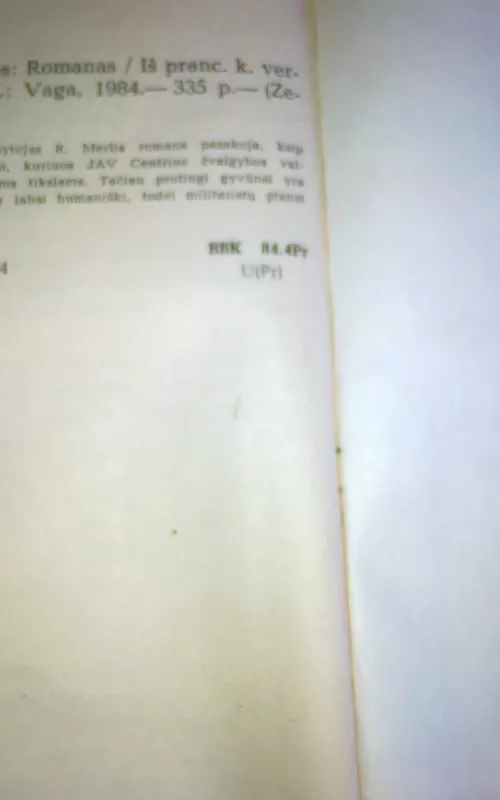 s: Romanas / Iš pranc. k. ver.
.: Vaga, 1984.— 335 p.— (Ze-
ytojas R. Merlis romane pasakoja, kaip
i, kuriuos JAV Centrinė žvalgybos val-
ms tikslams. Tačiau protingi gyvūnai yra
r labai humaniški, todėl militaristų planai
BBK 84.4Pr
4 U(Pr)